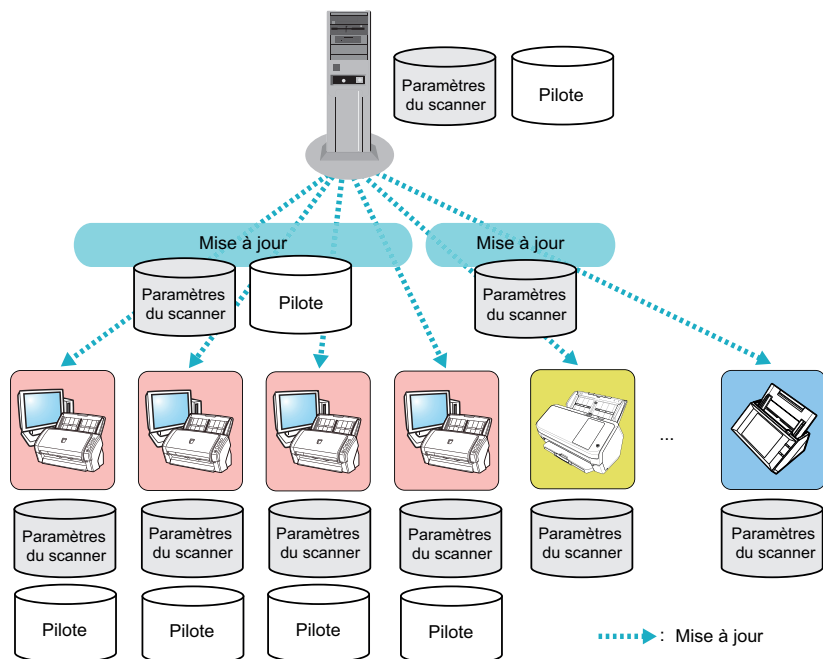 Paramètres
du scanner
Pilote
Mise à jour
Mise à jour
Paramètres
du scanner
Pilote
Paramètres
du scanner
...
Paramètres
du scanner
Paramètres
du scanner
Paramètres
du scanner
Paramètres
du scanner
Paramètres
du scanner
Paramètres
du scanner
Pilote
Pilote
Pilote
Pilote
: Mise à jour